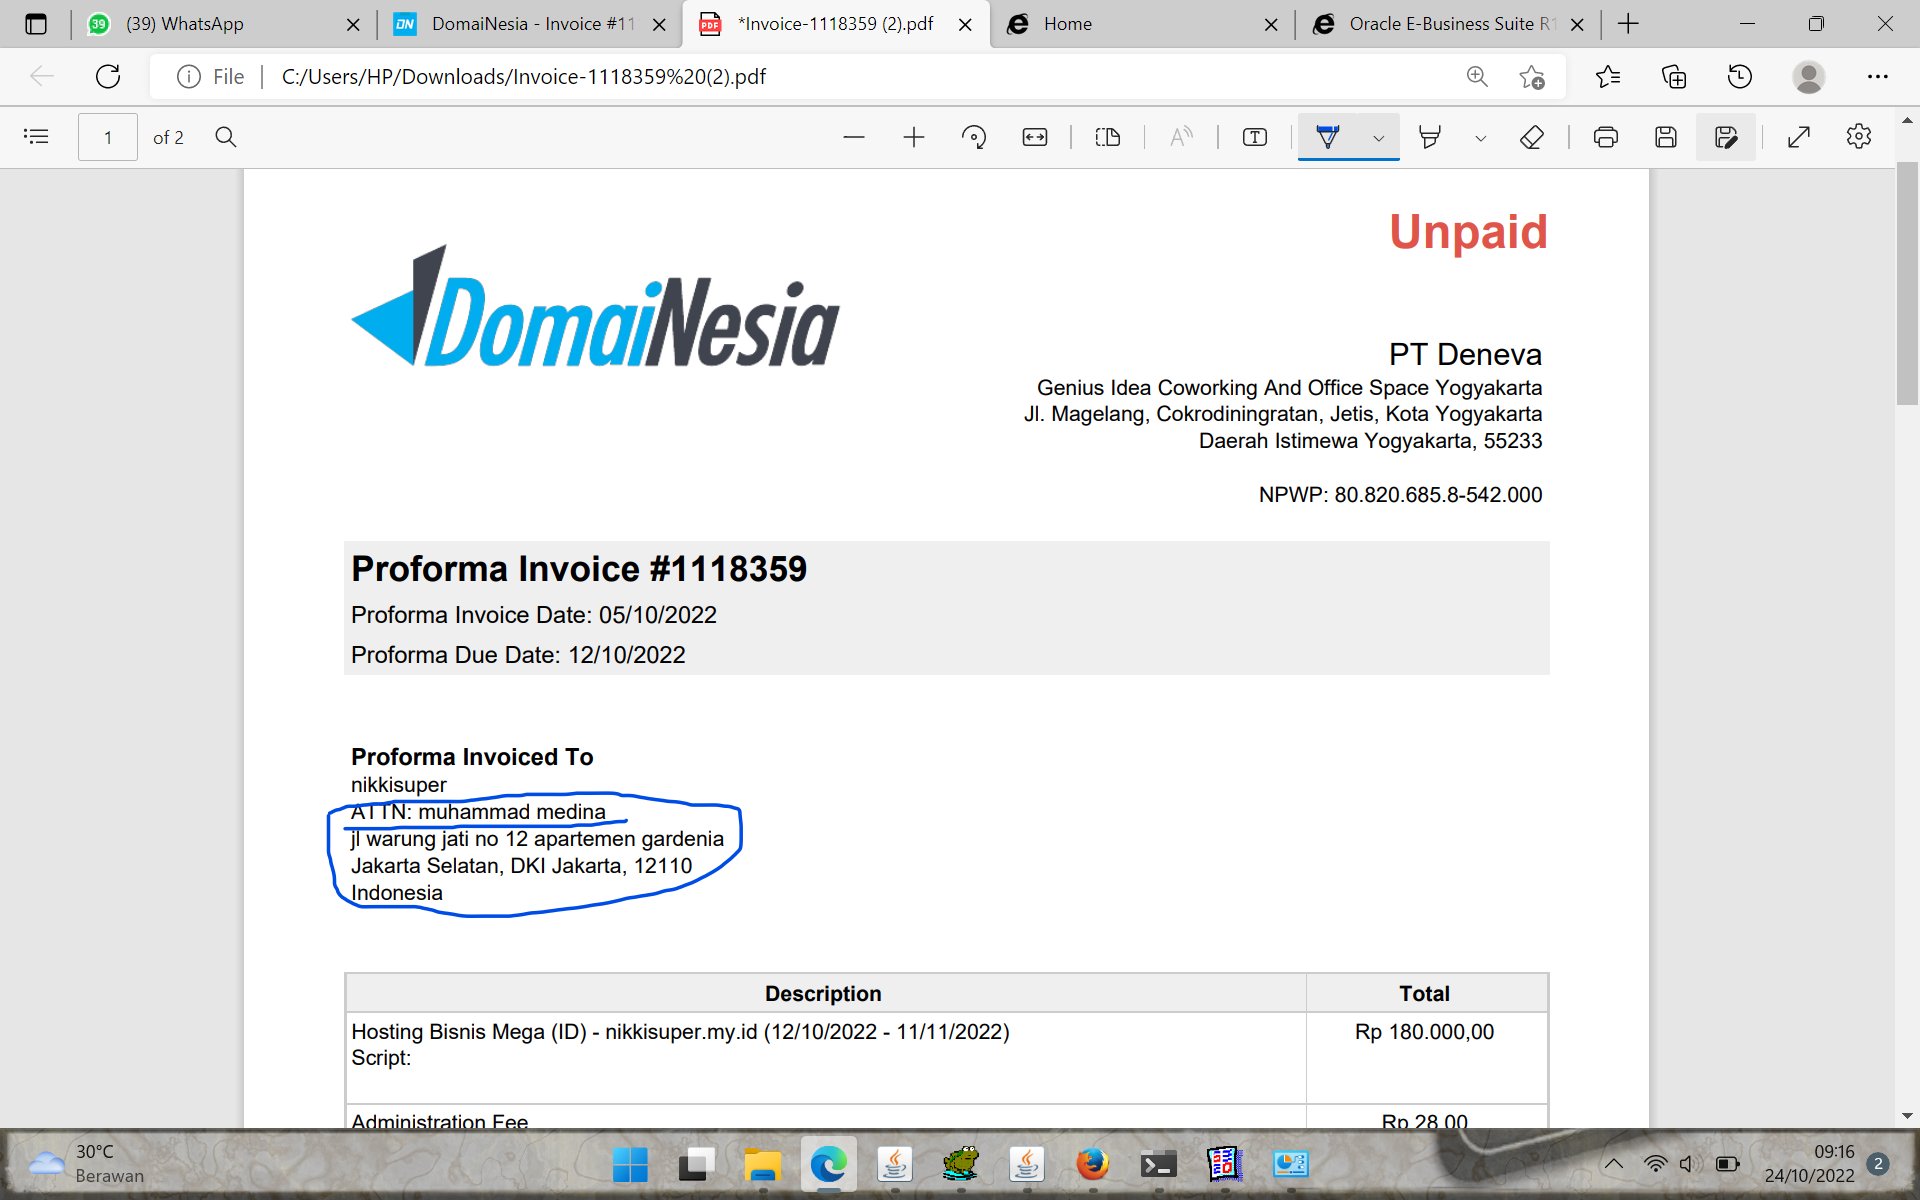 (39) WhatsApp
DomaiNesia - Invoice #11
*Invoice-1118359 (2).pdf
Home
Oracle E-Business Suite R1
File
C:/Users/HP/Downloads/Invoice-1118359%20(2).pdf
1 of 2
Unpaid
DomaiNesia
PT Deneva
Genius Idea Coworking And Office Space Yogyakarta
Jl. Magelang, Cokrodiningratan, Jetis, Kota Yogyakarta
Daerah Istimewa Yogyakarta, 55233
NPWP: 80.820.685.8-542.000
Proforma Invoice #1118359
Proforma Invoice Date: 05/10/2022
Proforma Due Date: 12/10/2022
Proforma Invoiced To
nikkisuper
ATTN: muhammad medina
jl warung jati no 12 apartemen gardenia
Jakarta Selatan, DKI Jakarta, 12110
Indonesia
Description Total
Hosting Bisnis Mega (ID) - nikkisuper.my.id (12/10/2022 - 11/11/2022) Rp 180.000,00
Script:
Administration Fee Rp 28,00
30°C
Berawan
09:16
24/10/2022
2